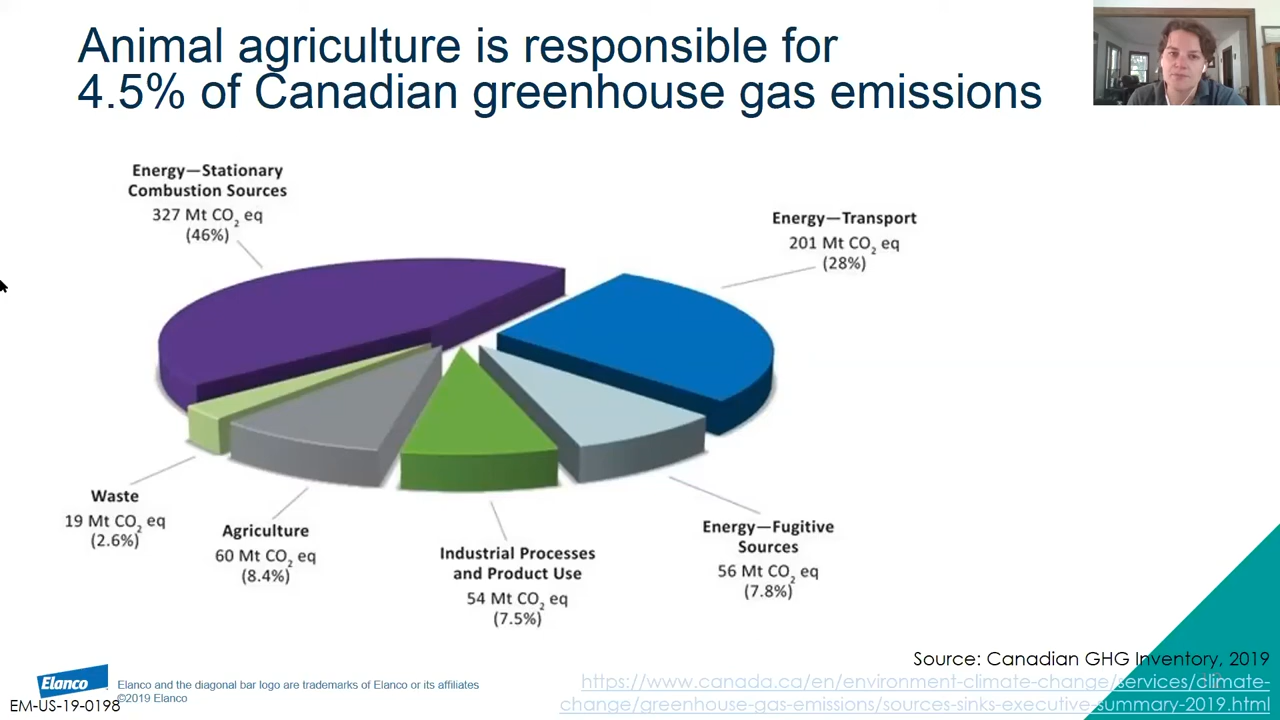 Animal agriculture is responsible for
4.5% of Canadian greenhouse gas emissions
Energy—Stationary
Combustion Sources
327 Mt CO₂ eq
(46%)
Energy—Transport
201 Mt CO₂ eq
(28%)
Waste
19 Mt CO₂ eq
(2.6%)
Agriculture
60 Mt CO₂ eq
(8.4%)
Industrial Processes
and Product Use
54 Mt CO₂ eq
(7.5%)
Energy—Fugitive
Sources
56 Mt CO₂ eq
(7.8%)
Source: Canadian GHG Inventory, 2019
https://www.canada.ca/en/environment-climate-change/services/climate-
change/greenhouse-gas-emissions/sources-sinks-executive-summary-2019.html
Elanco
Elanco and the diagonal bar logo are trademarks of Elanco or its affiliates
©2019 Elanco
EM-US-19-0198